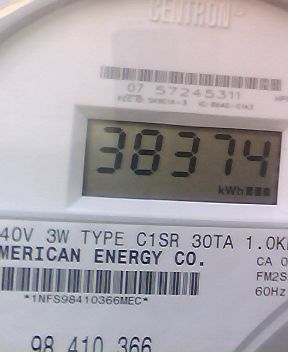 CENTRON®
07 57245311
38374
kWh
40V 3W TYPE C1SR 30TA 1.0K
MERICAN ENERGY CO.
CA 0
FM2S
60Hz
*1NFS98410366MEC*
98 410 366